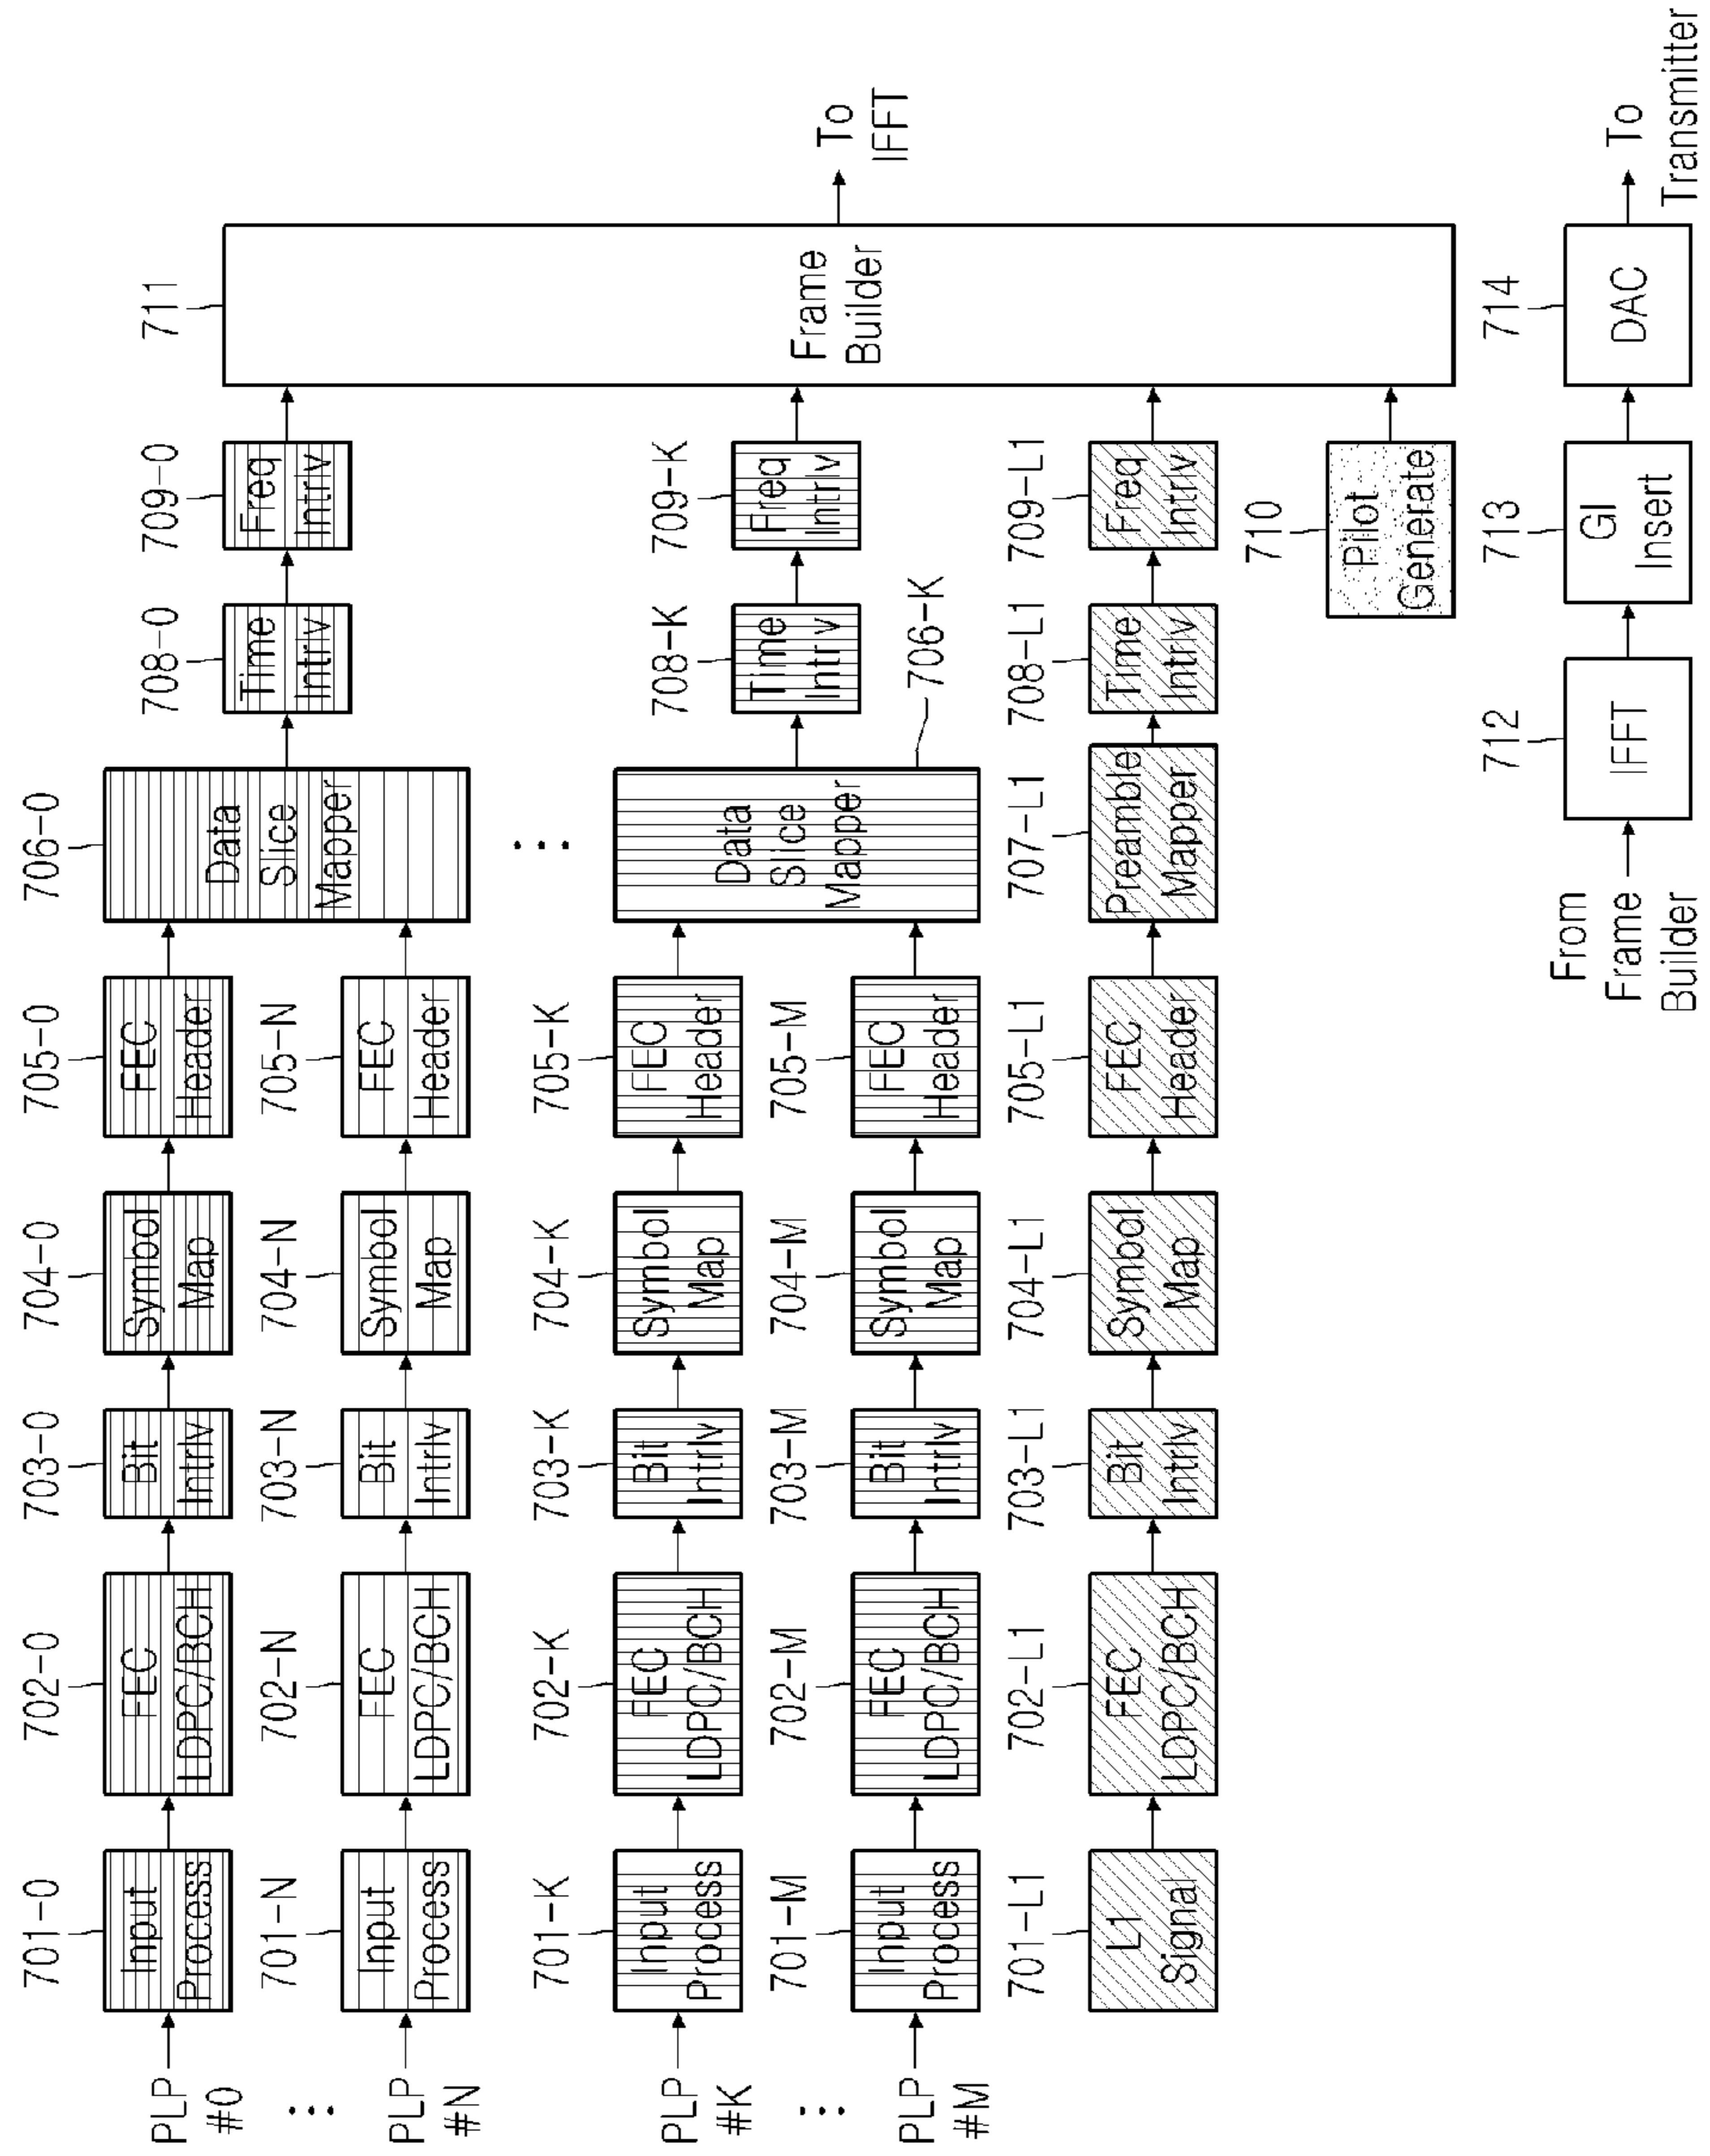 701-0
702-0
703-0
704-0
705-0
706-0
708-0
709-0
711
PLP
#0
Input
Process
FEC
LDPC/BCH
Bit
Intrlv
Symbol
Map
FEC
Header
Data
Slice
Mapper
Time
Intrlv
Freq
Intrlv
Frame
Builder
To
IFFT
⋮
701-N
702-N
703-N
704-N
705-N
PLP
#N
Input
Process
FEC
LDPC/BCH
Bit
Intrlv
Symbol
Map
FEC
Header
⋮
701-K
702-K
703-K
704-K
705-K
708-K
709-K
PLP
#K
Input
Process
FEC
LDPC/BCH
Bit
Intrlv
Symbol
Map
FEC
Header
Data
Slice
Mapper
Time
Intrlv
Freq
Intrlv
706-K
⋮
701-M
702-M
703-M
704-M
705-M
PLP
#M
Input
Process
FEC
LDPC/BCH
Bit
Intrlv
Symbol
Map
FEC
Header
701-L1
702-L1
703-L1
704-L1
705-L1
707-L1
708-L1
709-L1
L1
Signal
FEC
LDPC/BCH
Bit
Intrlv
Symbol
Map
FEC
Header
Preamble
Mapper
Time
Intrlv
Freq
Intrlv
710
Pilot
Generate
712
713
714
From
Frame
Builder
IFFT
GI
Insert
DAC
To
Transmitter